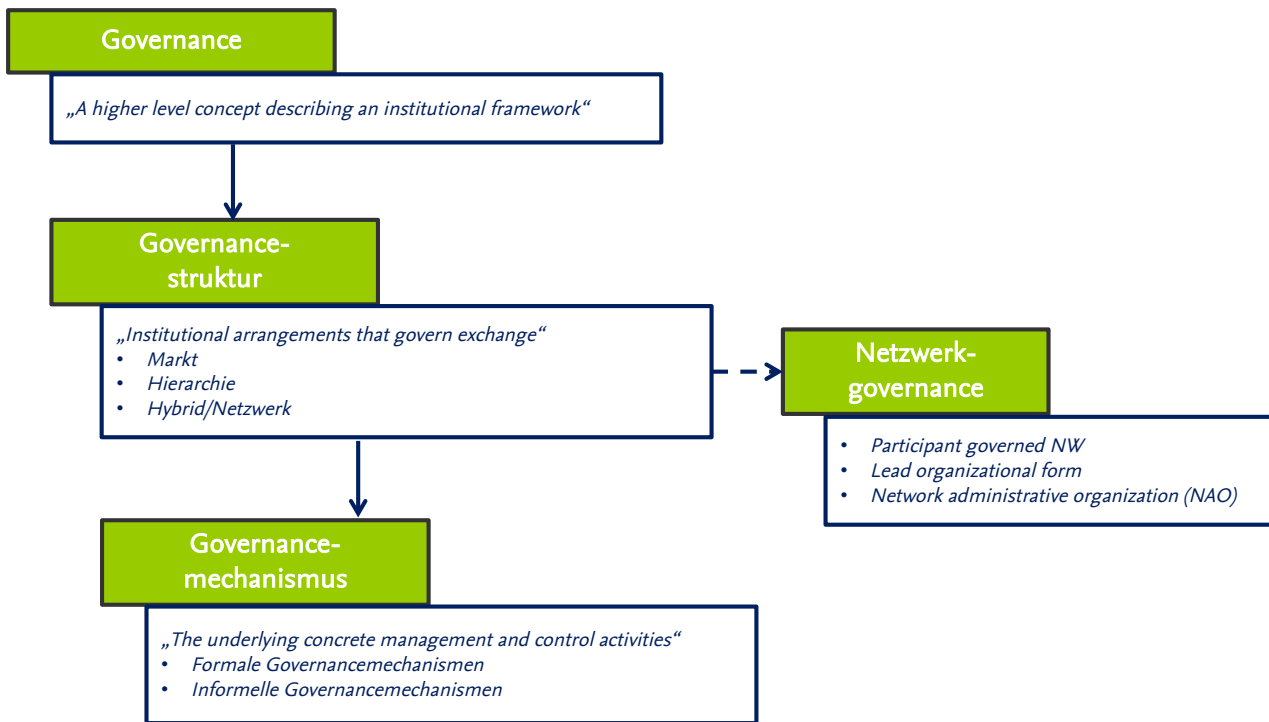 Governance
„A higher level concept describing an institutional framework“
Governance-
struktur
„Institutional arrangements that govern exchange“
• Markt
• Hierarchie
• Hybrid/Netzwerk
Netzwerk-
governance
• Participant governed NW
• Lead organizational form
• Network administrative organization (NAO)
Governance-
mechanismus
„The underlying concrete management and control activities“
• Formale Governancemechanismen
• Informelle Governancemechanismen